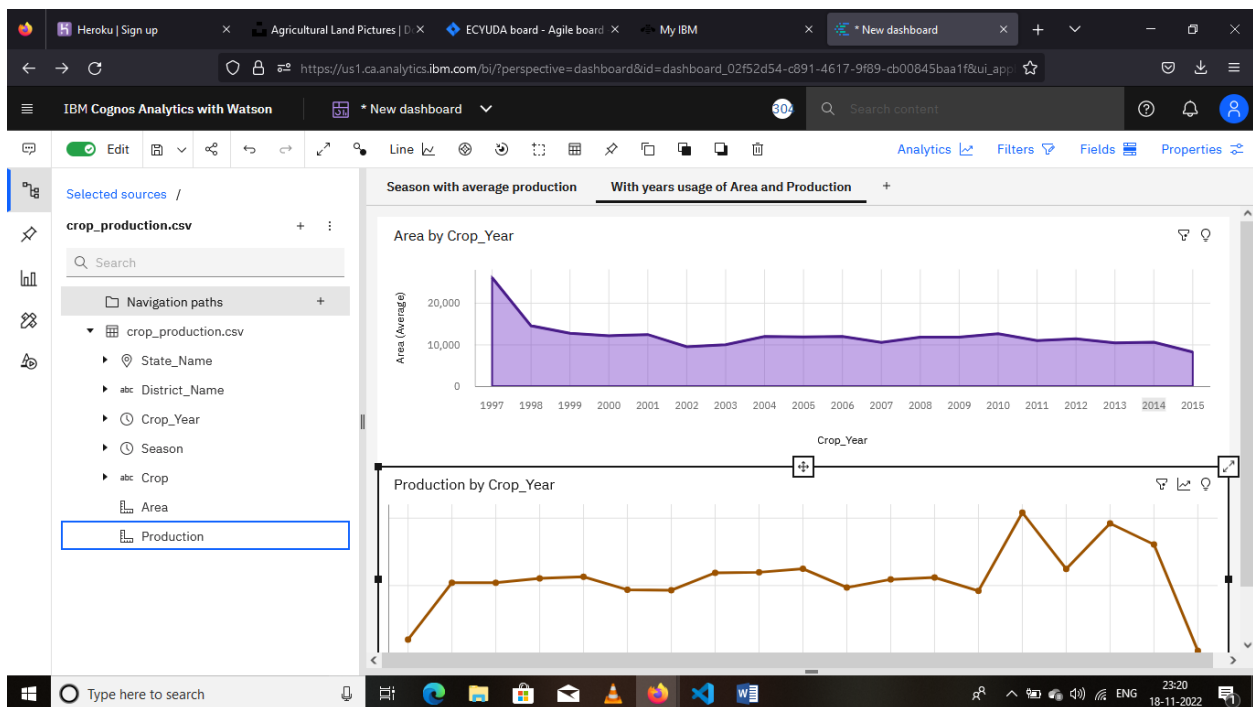 Heroku | Sign up
Agricultural Land Pictures | D
ECYUDA board - Agile board
My IBM
* New dashboard
https://us1.ca.analytics.ibm.com/bi/?perspective=dashboard&id=dashboard_02f52d54-c891-4617-9f89-cb00845baa1f&ui_app
IBM Cognos Analytics with Watson
* New dashboard
304
Search content
Edit
Line
Analytics
Filters
Fields
Properties
Selected sources /
Season with average production
With years usage of Area and Production
crop_production.csv
Search
Navigation paths
crop_production.csv
State_Name
abc District_Name
Crop_Year
Season
abc Crop
Area
Production
Area by Crop_Year
Area (Average)
20,000
10,000
0
1997 1998 1999 2000 2001 2002 2003 2004 2005 2006 2007 2008 2009 2010 2011 2012 2013 2014 2015
Crop_Year
Production by Crop_Year
Type here to search
ENG
23:20
18-11-2022
1